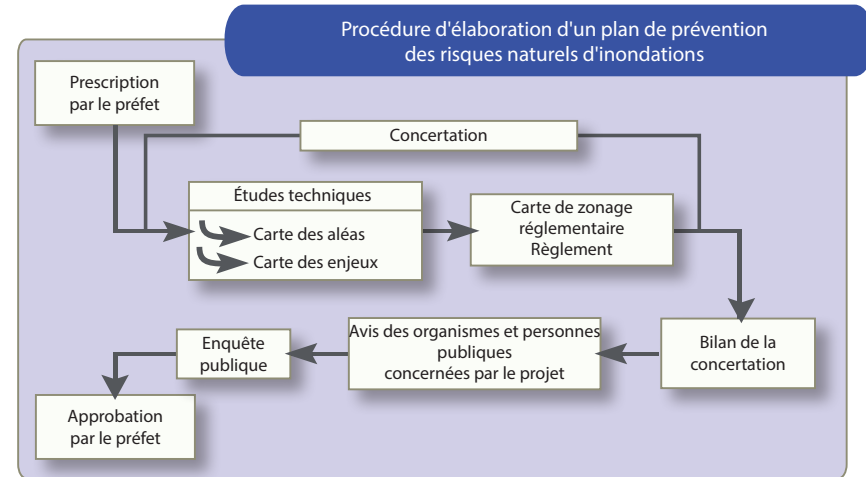 Procédure d'élaboration d'un plan de prévention
des risques naturels d'inondations
Prescription
par le préfet
Concertation
Études techniques
Carte des aléas
Carte des enjeux
Carte de zonage
réglementaire
Règlement
Bilan de la
concertation
Avis des organismes et personnes
publiques
concernées par le projet
Enquête
publique
Approbation
par le préfet